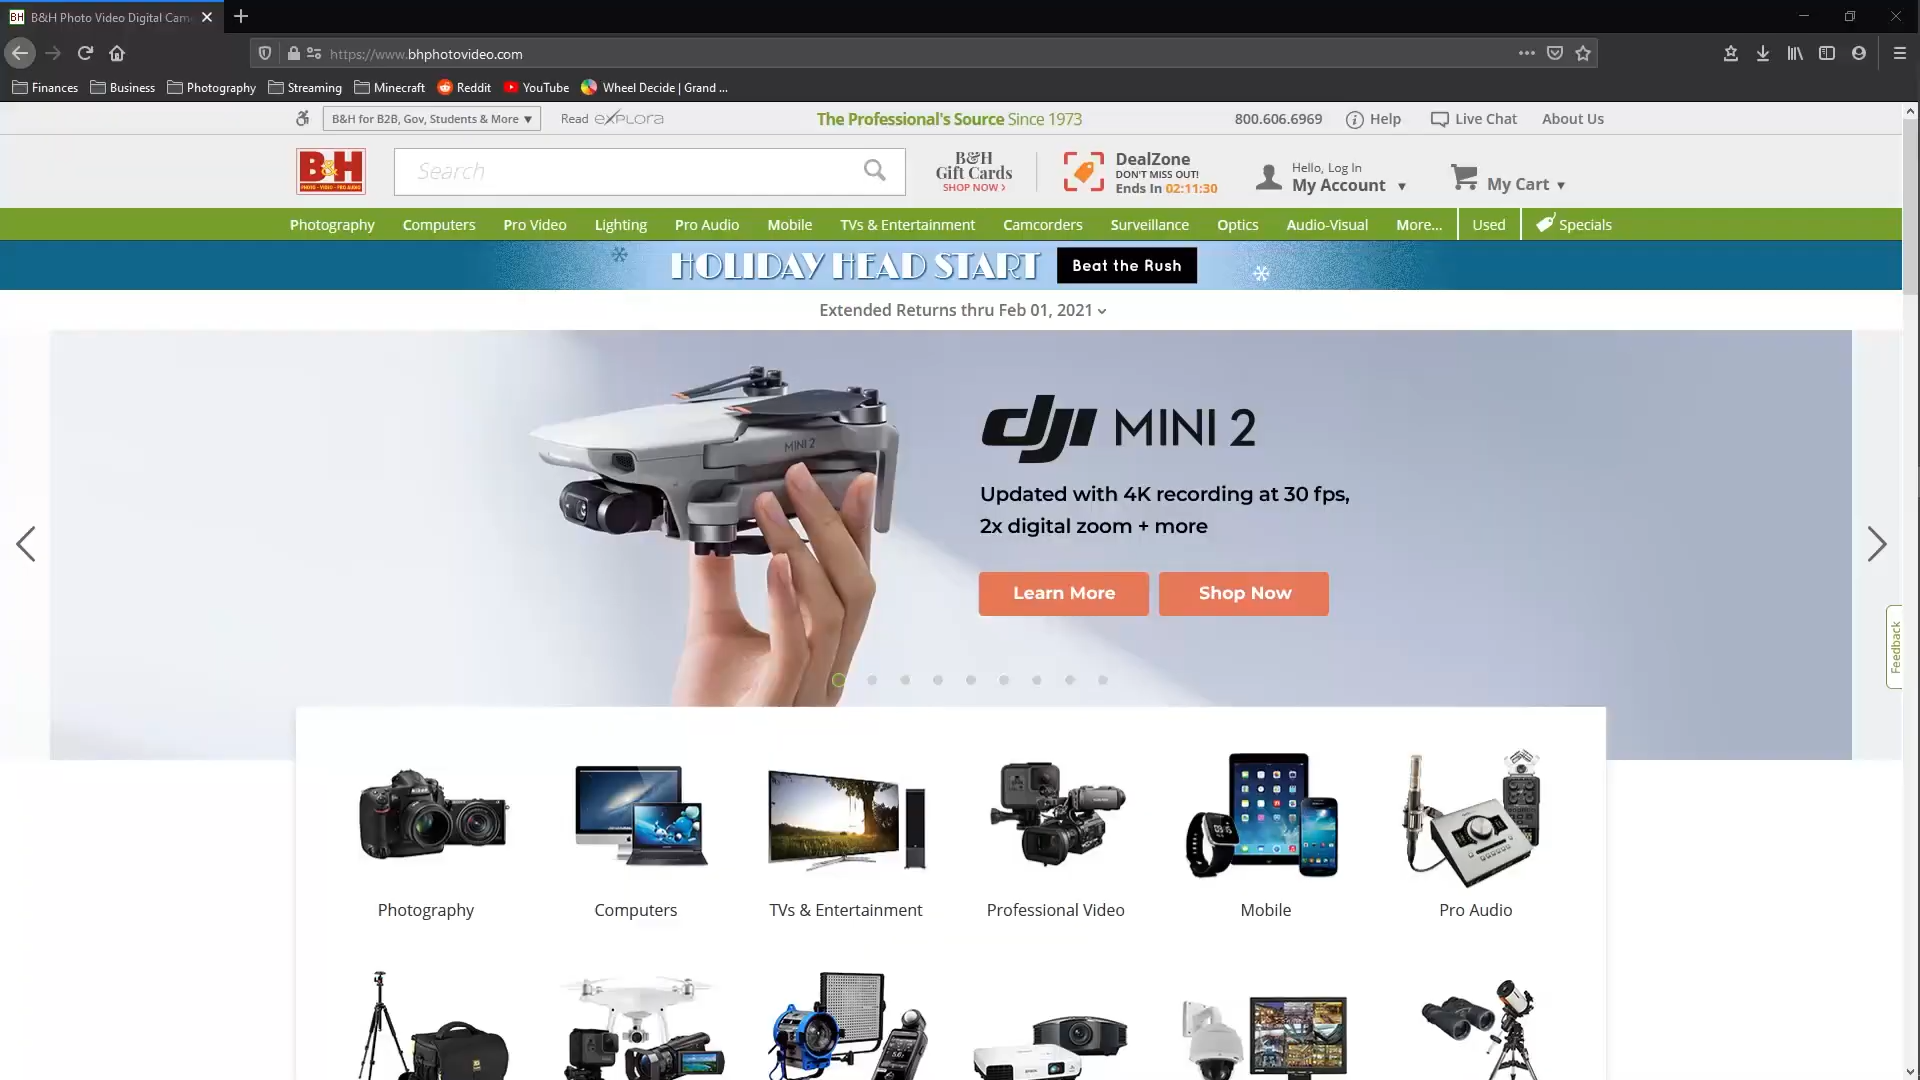 B&H Photo Video Digital Cam
https://www.bhphotovideo.com
Finances
Business
Photography
Streaming
Minecraft
Reddit
YouTube
Wheel Decide | Grand ...
B&H for B2B, Gov, Students & More ▼
Read eXPLORA
The Professional's Source Since 1973
800.606.6969
Help
Live Chat
About Us
B&H
PHOTO - VIDEO - PRO AUDIO
Search
B&H
Gift Cards
SHOP NOW ›
DealZone
DON'T MISS OUT!
Ends In 02:11:30
Hello, Log In
My Account ▼
My Cart ▼
Photography
Computers
Pro Video
Lighting
Pro Audio
Mobile
TVs & Entertainment
Camcorders
Surveillance
Optics
Audio-Visual
More...
Used
Specials
HOLIDAY HEAD START
Beat the Rush
Extended Returns thru Feb 01, 2021
MINI 2
dji MINI 2
Updated with 4K recording at 30 fps,
2x digital zoom + more
Learn More
Shop Now
Feedback
Photography
Computers
TVs & Entertainment
Professional Video
Mobile
Pro Audio